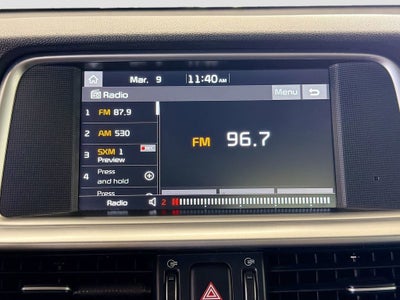 Mar. 9 11:40 AM
Radio Menu
1 FM 87.9
2 AM 530
3 SXM 1
Preview
4 Press
and hold
Press
FM 96.7
Radio 2